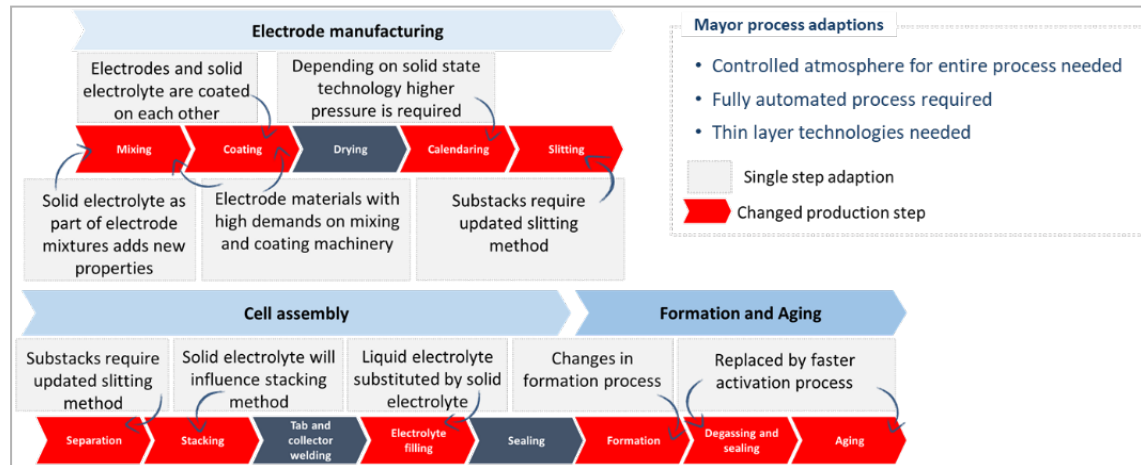 Electrode manufacturing
Electrodes and solid
electrolyte are coated
on each other
Depending on solid state
technology higher
pressure is required
Mixing
Coating
Drying
Calendaring
Slitting
Solid electrolyte as
part of electrode
mixtures adds new
properties
Electrode materials with
high demands on mixing
and coating machinery
Substacks require
updated slitting
method
Mayor process adaptions
• Controlled atmosphere for entire process needed
• Fully automated process required
• Thin layer technologies needed
Single step adaption
Changed production step
Cell assembly
Formation and Aging
Substacks require
updated slitting
method
Solid electrolyte will
influence stacking
method
Liquid electrolyte
substituted by solid
electrolyte
Changes in
formation process
Replaced by faster
activation process
Separation
Stacking
Tab and
collector
welding
Electrolyte
filling
Sealing
Formation
Degassing and
sealing
Aging